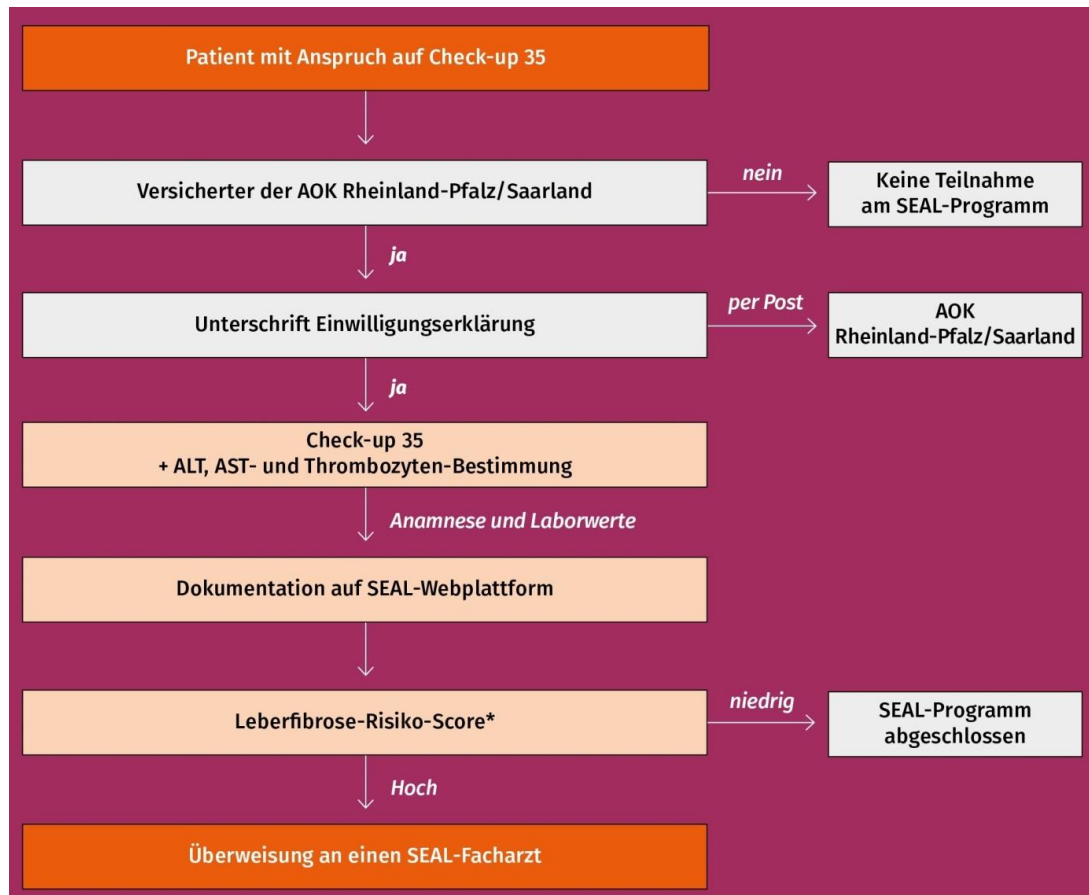 Patient mit Anspruch auf Check-up 35
Versicherter der AOK Rheinland-Pfalz/Saarland
nein
Keine Teilnahme
am SEAL-Programm
ja
Unterschrift Einwilligungserklärung
per Post
AOK
Rheinland-Pfalz/Saarland
ja
Check-up 35
+ ALT, AST- und Thrombozyten-Bestimmung
Anamnese und Laborwerte
Dokumentation auf SEAL-Webplattform
Leberfibrose-Risiko-Score*
niedrig
SEAL-Programm
abgeschlossen
Hoch
Überweisung an einen SEAL-Facharzt